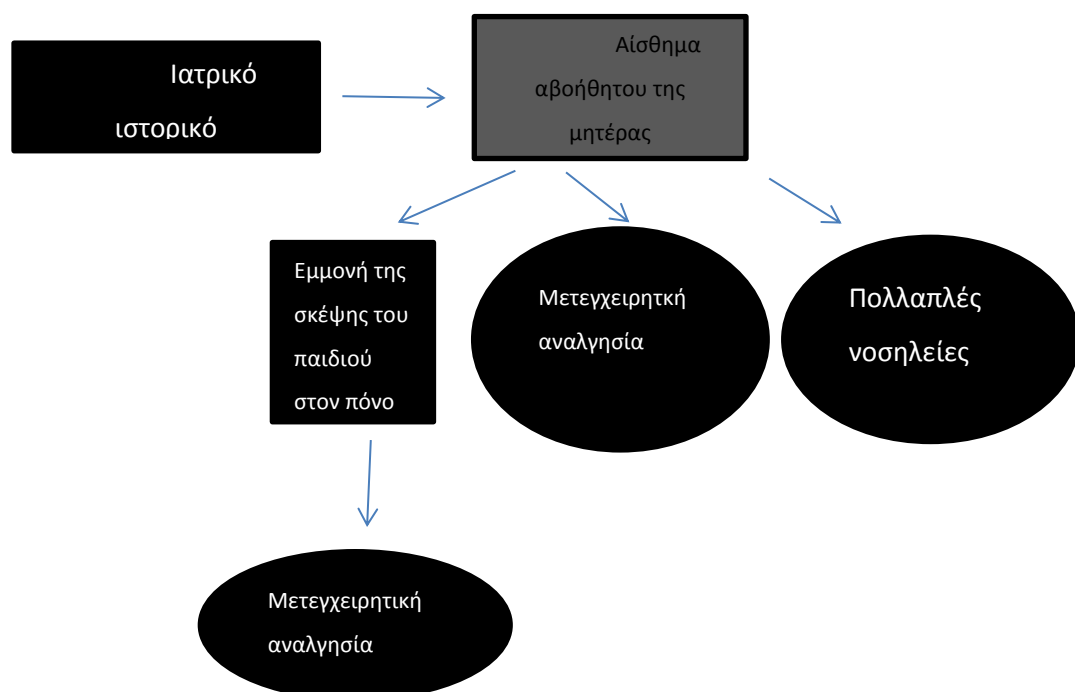 Ιατρικό
ιστορικό
Αίσθημα
αβοήθητου της
μητέρας
Εμμονή της
σκέψης του
παιδιού
στον πόνο
Μετεγχειρητκή
αναλγησία
Πολλαπλές
νοσηλείες
Μετεγχειρητική
αναλγησία